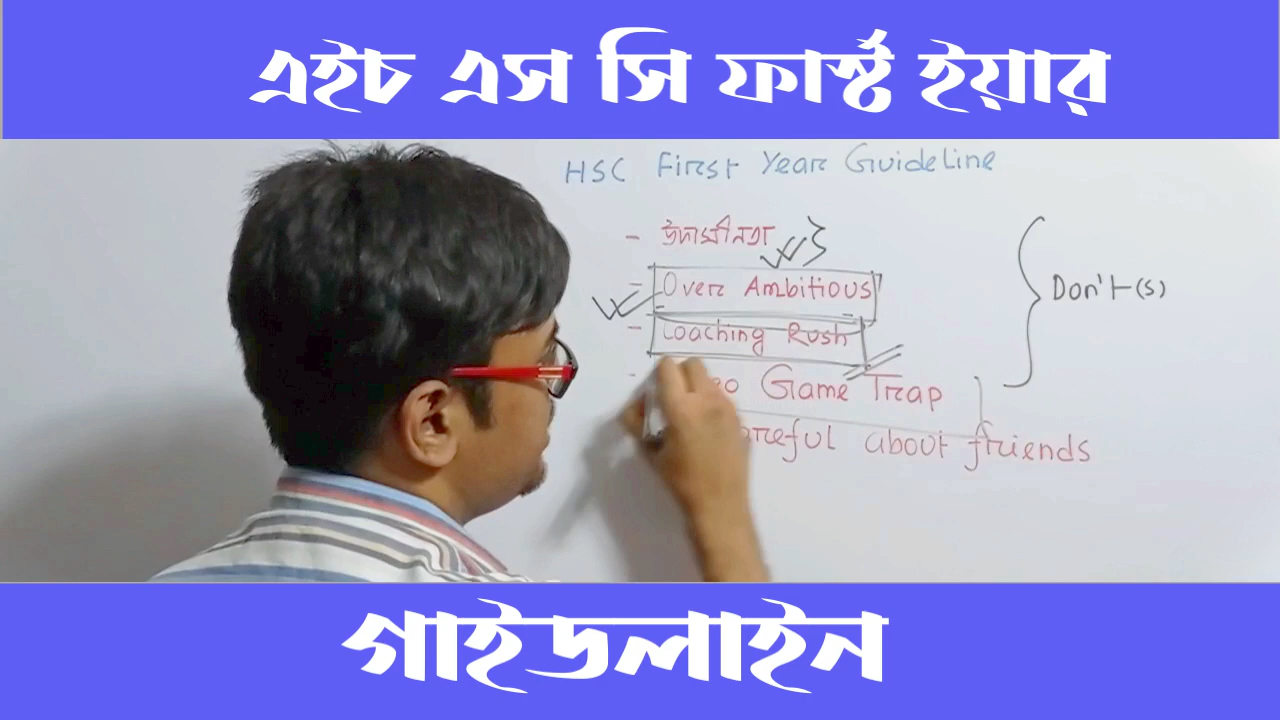 এইচ এস সি ফার্স্ট ইয়ার
HSC First Year Guideline
- উদাসীনতা
- Over Ambitious
- Coaching Rush
- Game Trap
about friends
Don't(s)
গাইডলাইন